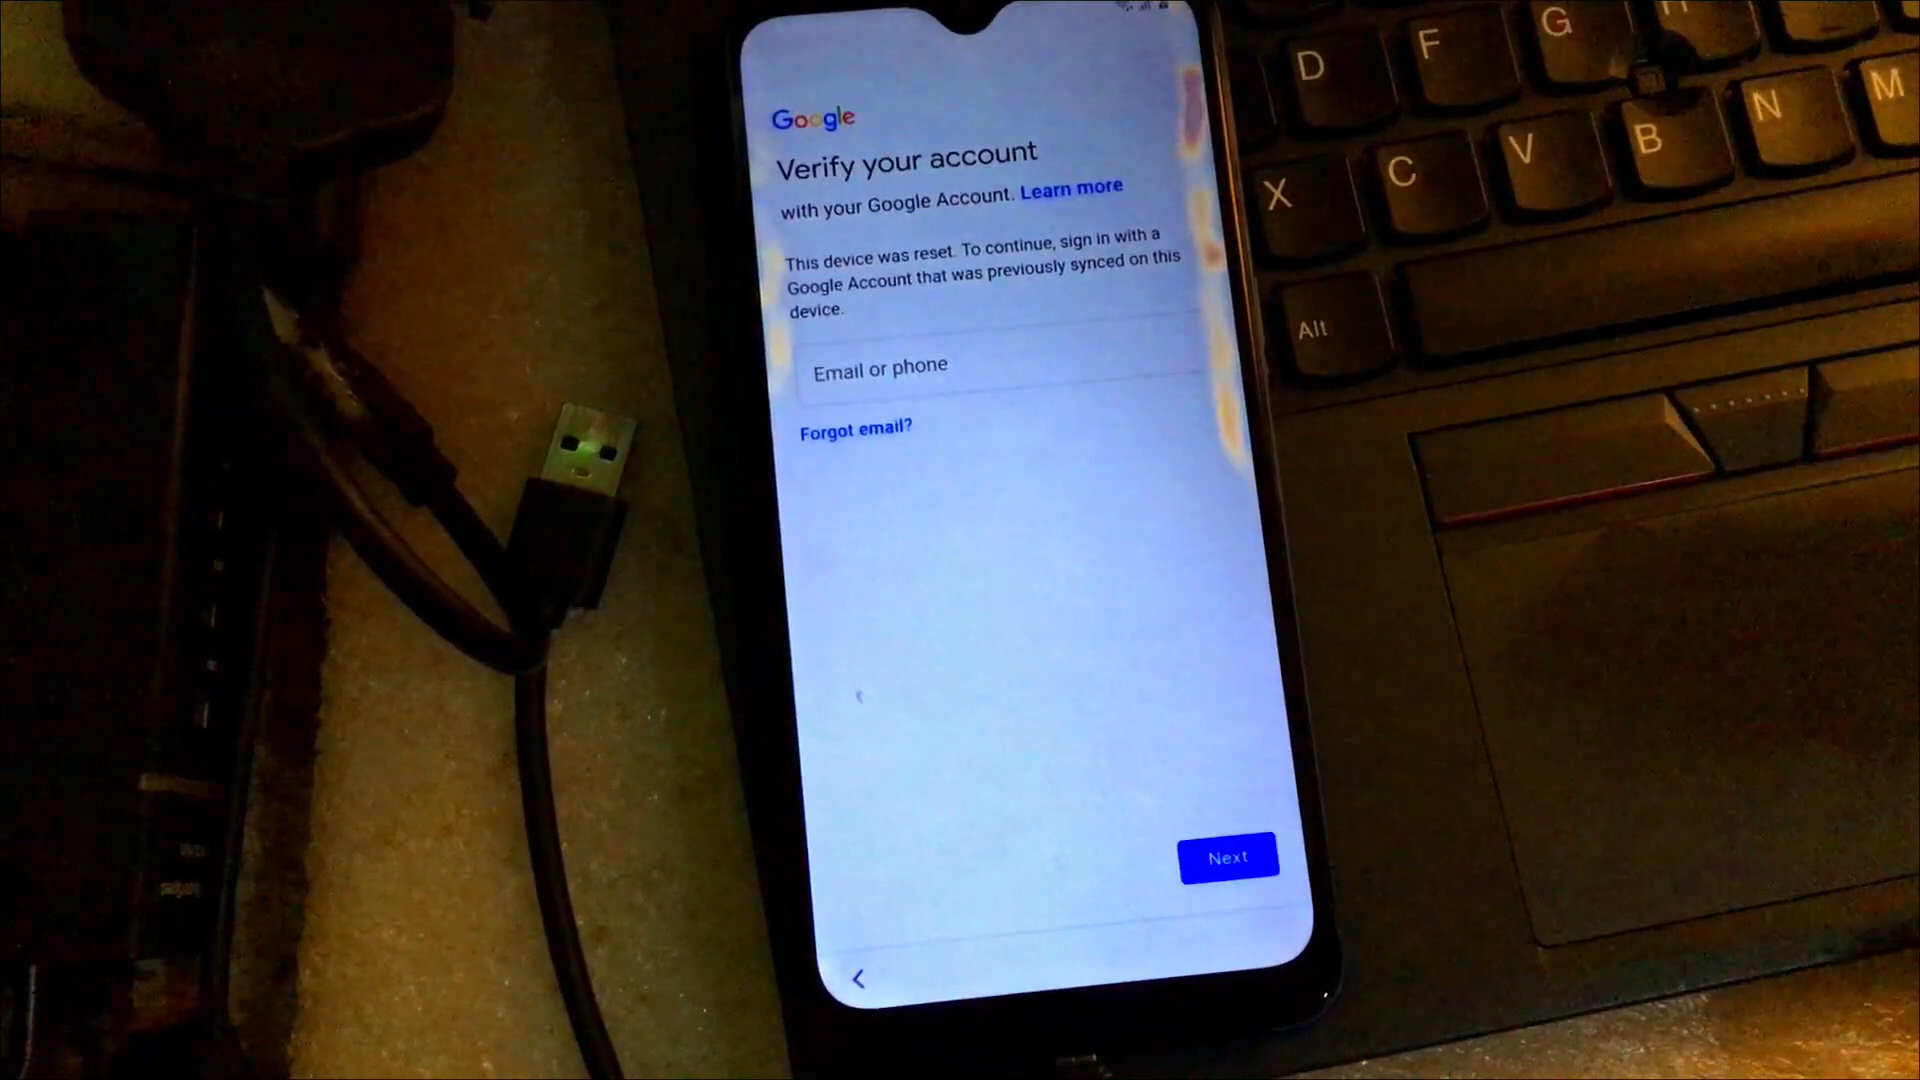 Google
Verify your account
with your Google Account. Learn more
This device was reset. To continue, sign in with a
Google Account that was previously synced on this
device.
Email or phone
Forgot email?
Next
D F G
X C V B N M
Alt